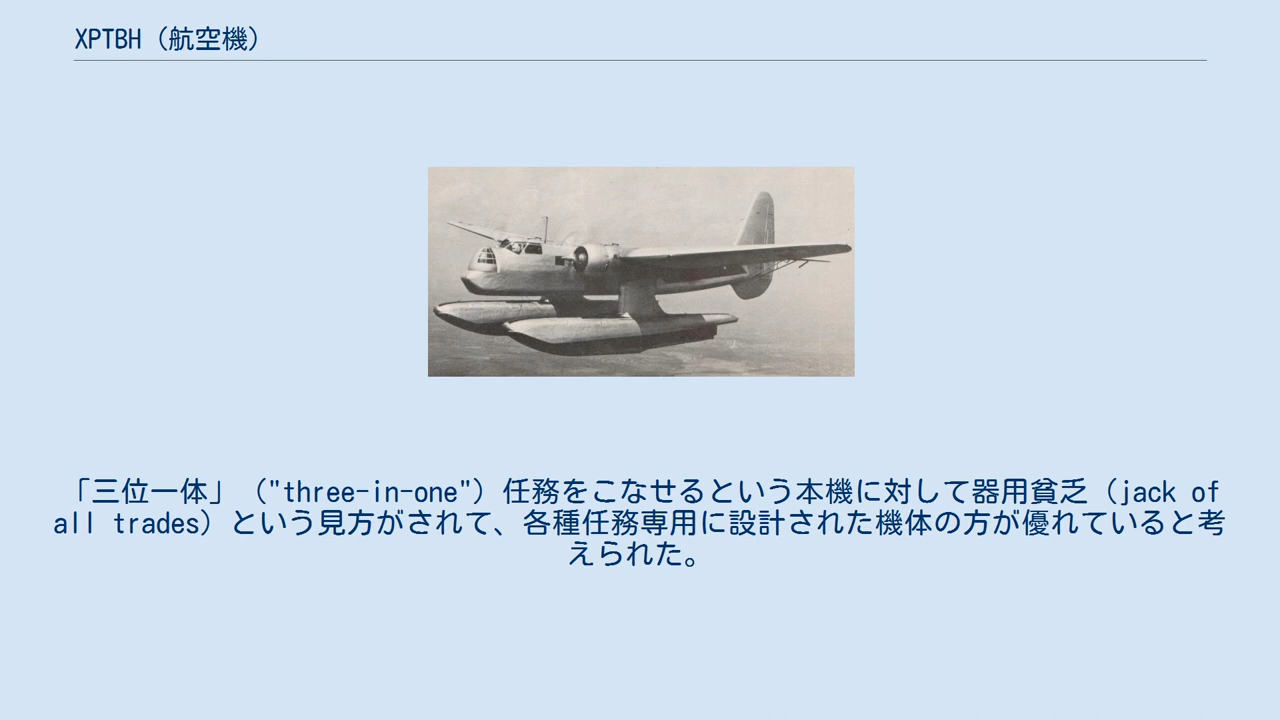 XPTBH（航空機）
「三位一体」（"three-in-one"）任務をこなせるという本機に対して器用貧乏（jack of
all trades）という見方がされて、各種任務専用に設計された機体の方が優れていると考
えられた。